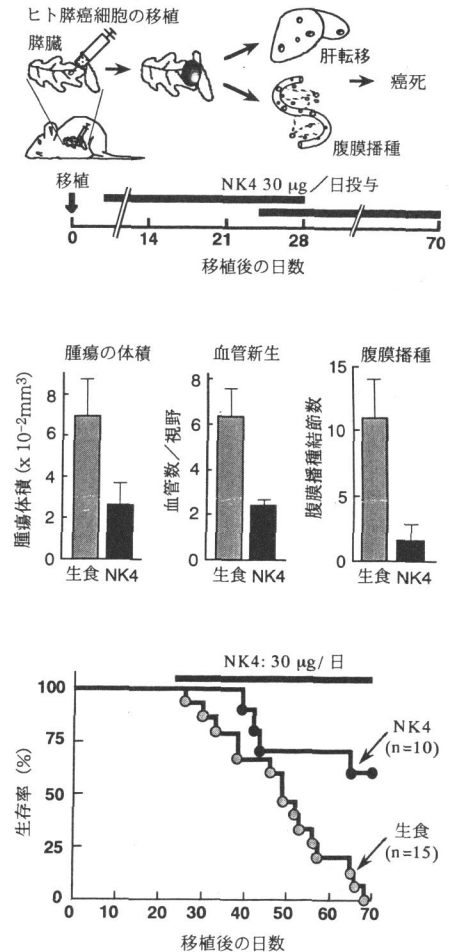 ヒト膵癌細胞の移植
膵臓
肝転移
癌死
腹膜播種
移植
NK4 30 μg／日投与
0 14 21 28 70
移植後の日数
腫瘍の体積
血管新生
腹膜播種
腫瘍体積 (x 10⁻²mm³)
8
6
4
2
0
生食 NK4
血管数／視野
8
6
4
2
0
生食 NK4
腹膜播種結節数
15
10
5
0
生食 NK4
NK4: 30 μg/ 日
生存率 (%)
100
75
50
25
0
NK4
(n=10)
生食
(n=15)
0 10 20 30 40 50 60 70
移植後の日数